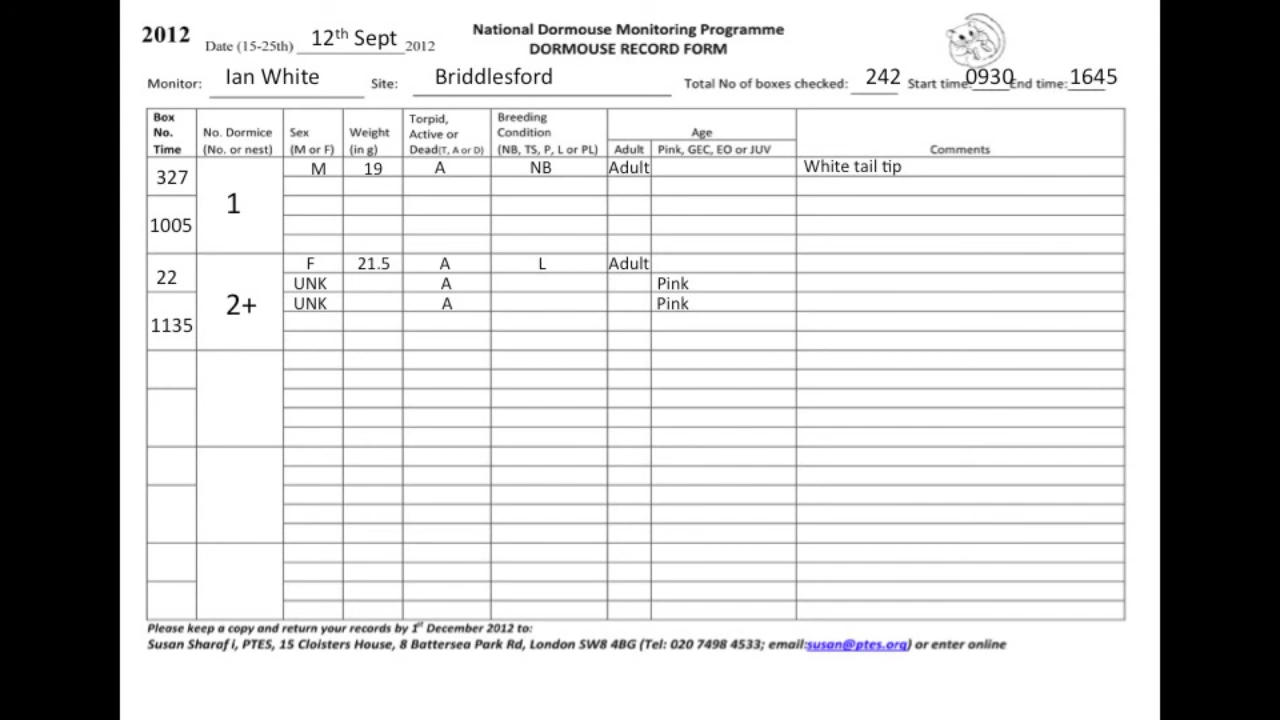 2012 Date (15-25th) 12th Sept 2012
National Dormouse Monitoring Programme
DORMOUSE RECORD FORM
Monitor: Ian White Site: Briddlesford Total No of boxes checked: 242 Start time: 0930 End time: 1645
Box No. Time No. Dormice (No. or nest) Sex (M or F) Weight (in g) Torpid, Active or Dead(T, A or D) Breeding Condition (NB, TS, P, L or PL) Age Adult Pink, GEC, EO or JUV Comments
327 1005 1 M 19 A NB Adult White tail tip
22 1135 2+ F 21.5 A L Adult
UNK A Pink
UNK A Pink
Please keep a copy and return your records by 1st December 2012 to:
Susan Sharaf i, PTES, 15 Cloisters House, 8 Battersea Park Rd, London SW8 4BG (Tel: 020 7498 4533; email:susan@ptes.org) or enter online